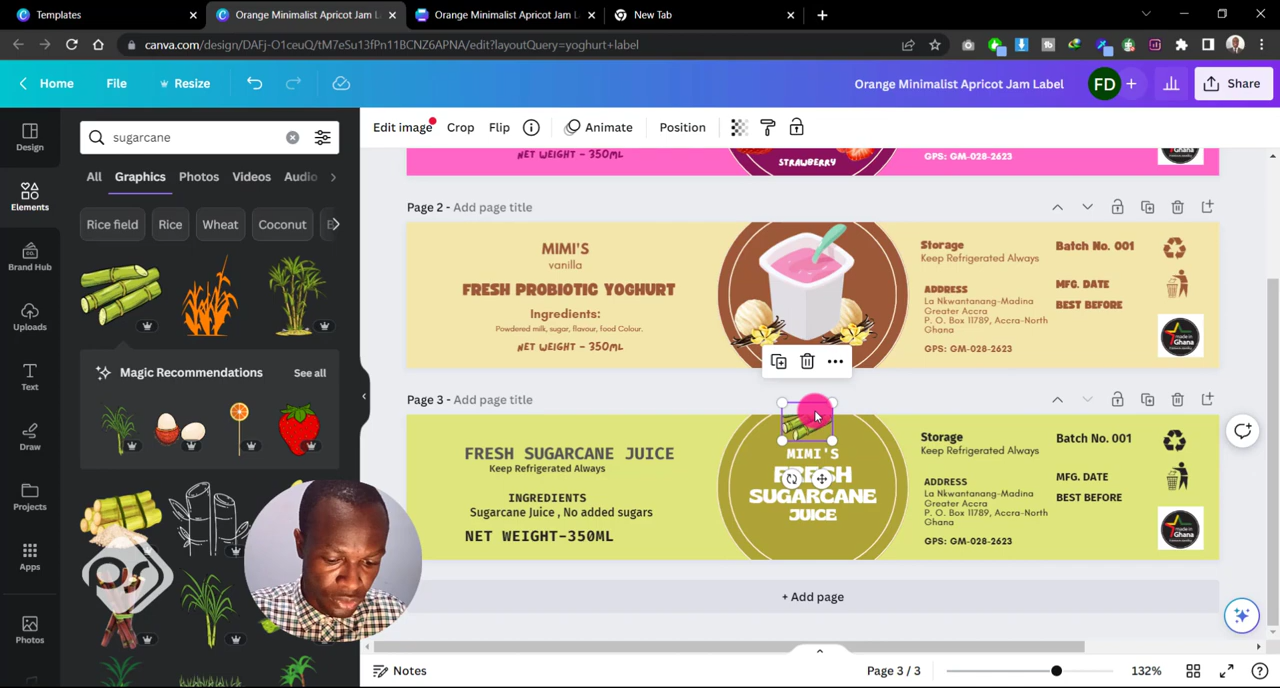 Templates
Orange Minimalist Apricot Jam L
Orange Minimalist Apricot Jam
New Tab
canva.com/design/DAFj-O1ceuQ/tM7eSu13fPn11BCNZ6APNA/edit?layoutQuery=yoghurt+label
Home File Resize
Orange Minimalist Apricot Jam Label
FD
Share
Design
Elements
Brand Hub
Uploads
Text
Draw
Projects
Apps
Photos
sugarcane
All Graphics Photos Videos Audio
Rice field Rice Wheat Coconut
Magic Recommendations See all
Edit image Crop Flip Animate Position
NET WEIGHT - 350ML
STRAWBERRY
GPS: GM-028-2623
Page 2 - Add page title
MIMI'S
vanilla
FRESH PROBIOTIC YOGHURT
Ingredients:
Powdered milk, sugar, flavour, food Colour.
NET WEIGHT - 350ML
Storage
Keep Refrigerated Always
ADDRESS
La Nkwantanang-Madina
Greater Accra
P. O. Box 11789, Accra-North
Ghana
GPS: GM-028-2623
Batch No. 001
MFG. DATE
BEST BEFORE
Page 3 - Add page title
FRESH SUGARCANE JUICE
Keep Refrigerated Always
INGREDIENTS
Sugarcane Juice , No added sugars
NET WEIGHT-350ML
MIMI'S
FRESH
SUGARCANE
JUICE
Storage
Keep Refrigerated Always
ADDRESS
La Nkwantanang-Madina
Greater Accra
P. O. Box 11789, Accra-North
Ghana
GPS: GM-028-2623
Batch No. 001
MFG. DATE
BEST BEFORE
+ Add page
Notes
Page 3 / 3
132%